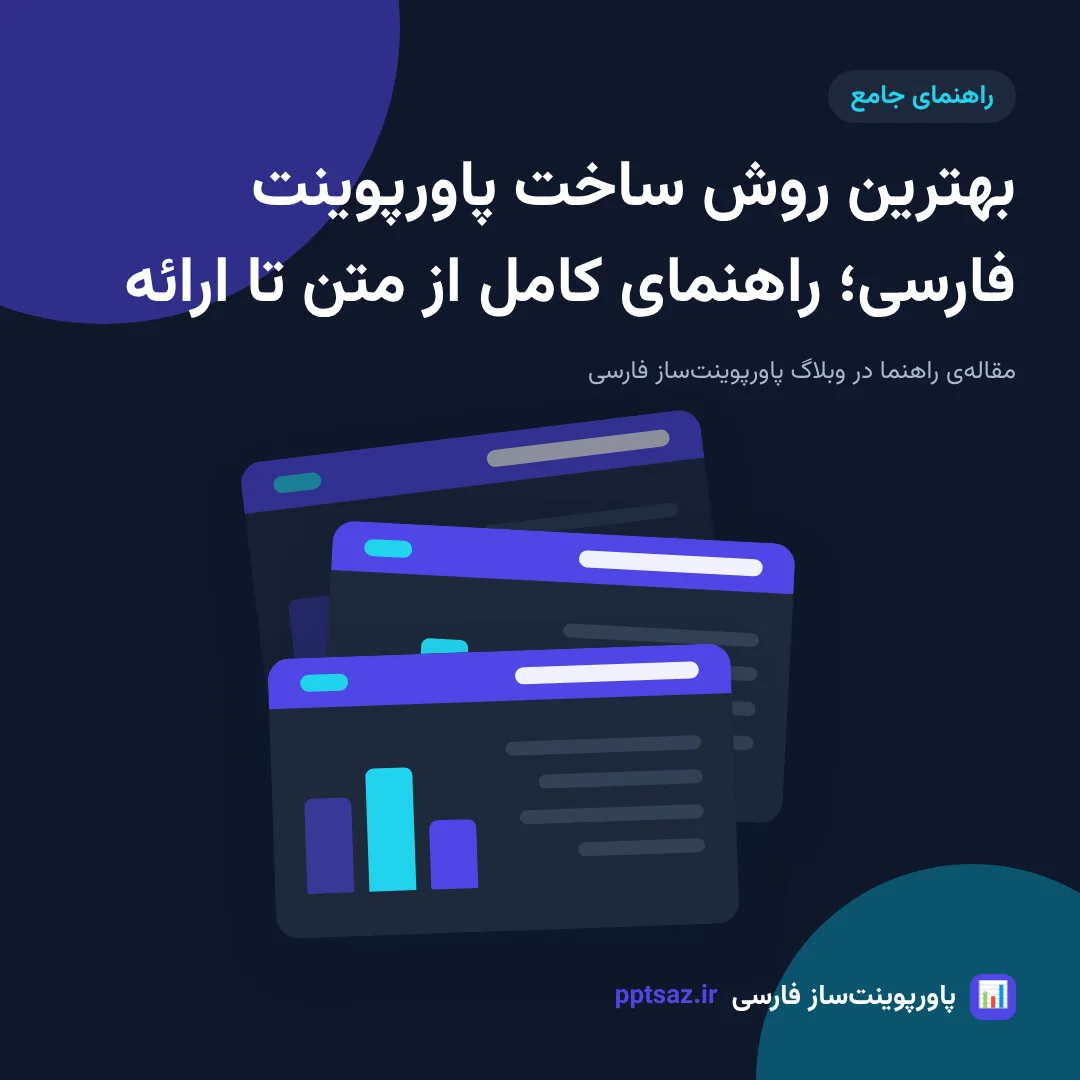 راهنمای جامع
بهترین روش ساخت پاورپوینت
فارسی؛ راهنمای کامل از متن تا ارائه
مقاله‌ی راهنما در وبلاگ پاورپوینت‌ساز فارسی
پاورپوینت‌ساز فارسی pptsaz.ir